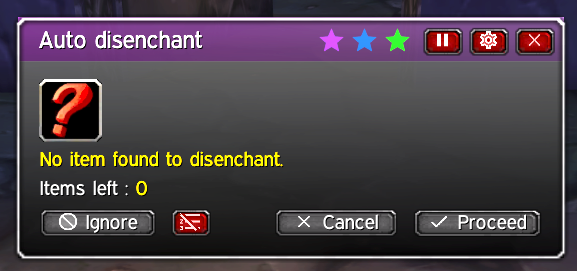 Auto disenchant
No item found to disenchant.
Items left : 0
Ignore
Cancel
Proceed